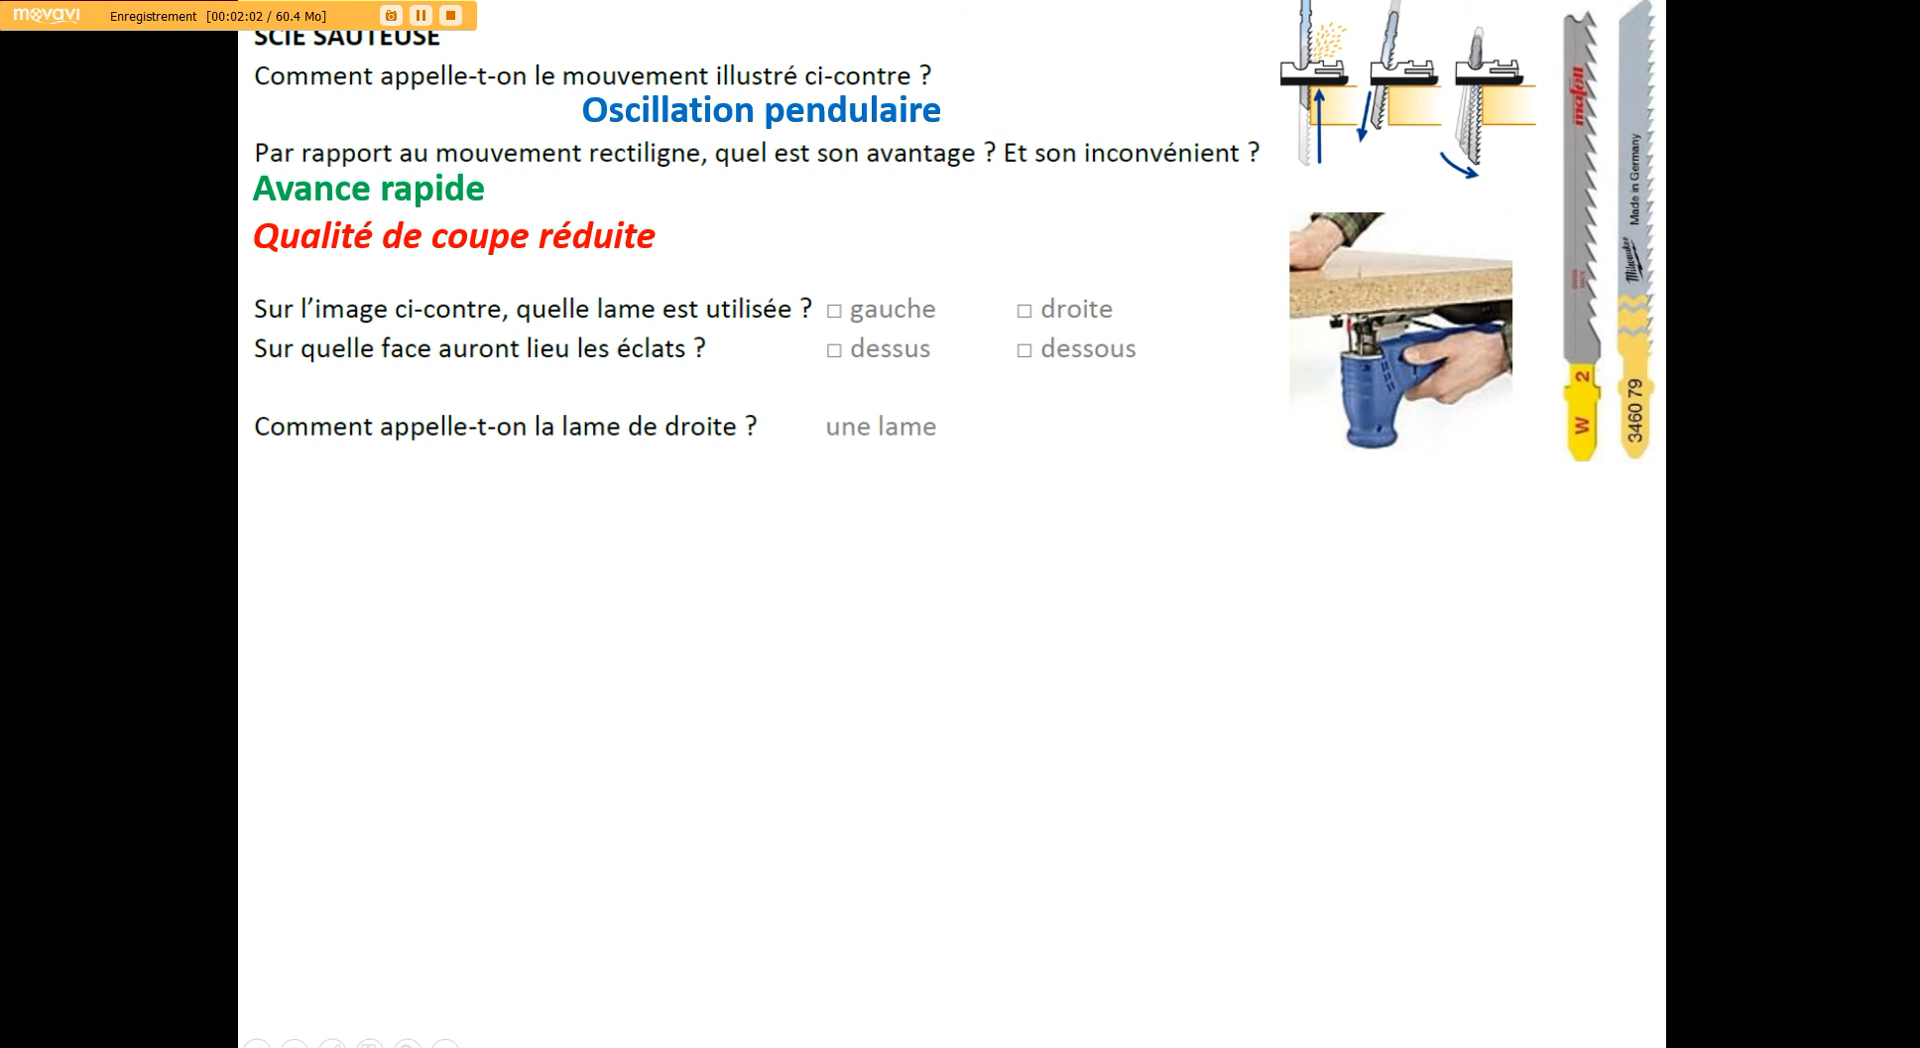 movavi Enregistrement [00:02:02 / 60.4 Mo]
SCIE SAUTEUSE
Comment appelle-t-on le mouvement illustré ci-contre ?
Oscillation pendulaire
Par rapport au mouvement rectiligne, quel est son avantage ? Et son inconvénient ?
Avance rapide
Qualité de coupe réduite
Sur l’image ci-contre, quelle lame est utilisée ? □ gauche □ droite
Sur quelle face auront lieu les éclats ? □ dessus □ dessous
Comment appelle-t-on la lame de droite ? une lame
mafell
W 2
Made in Germany
Milwaukee
3460 79